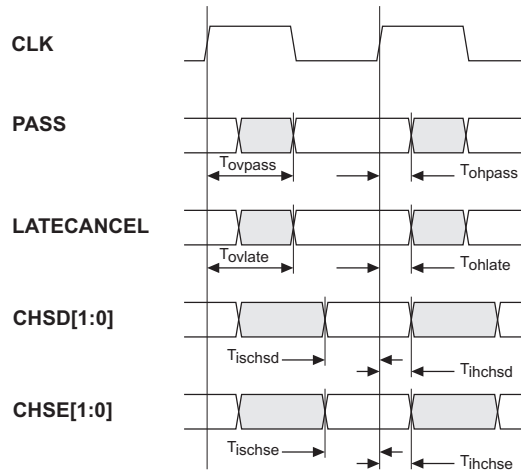 CLK
PASS
Tovpass
Tohpass
LATECANCEL
Tovlate
Tohlate
CHSD[1:0]
Tischsd
Tihchsd
CHSE[1:0]
Tischse
Tihchse